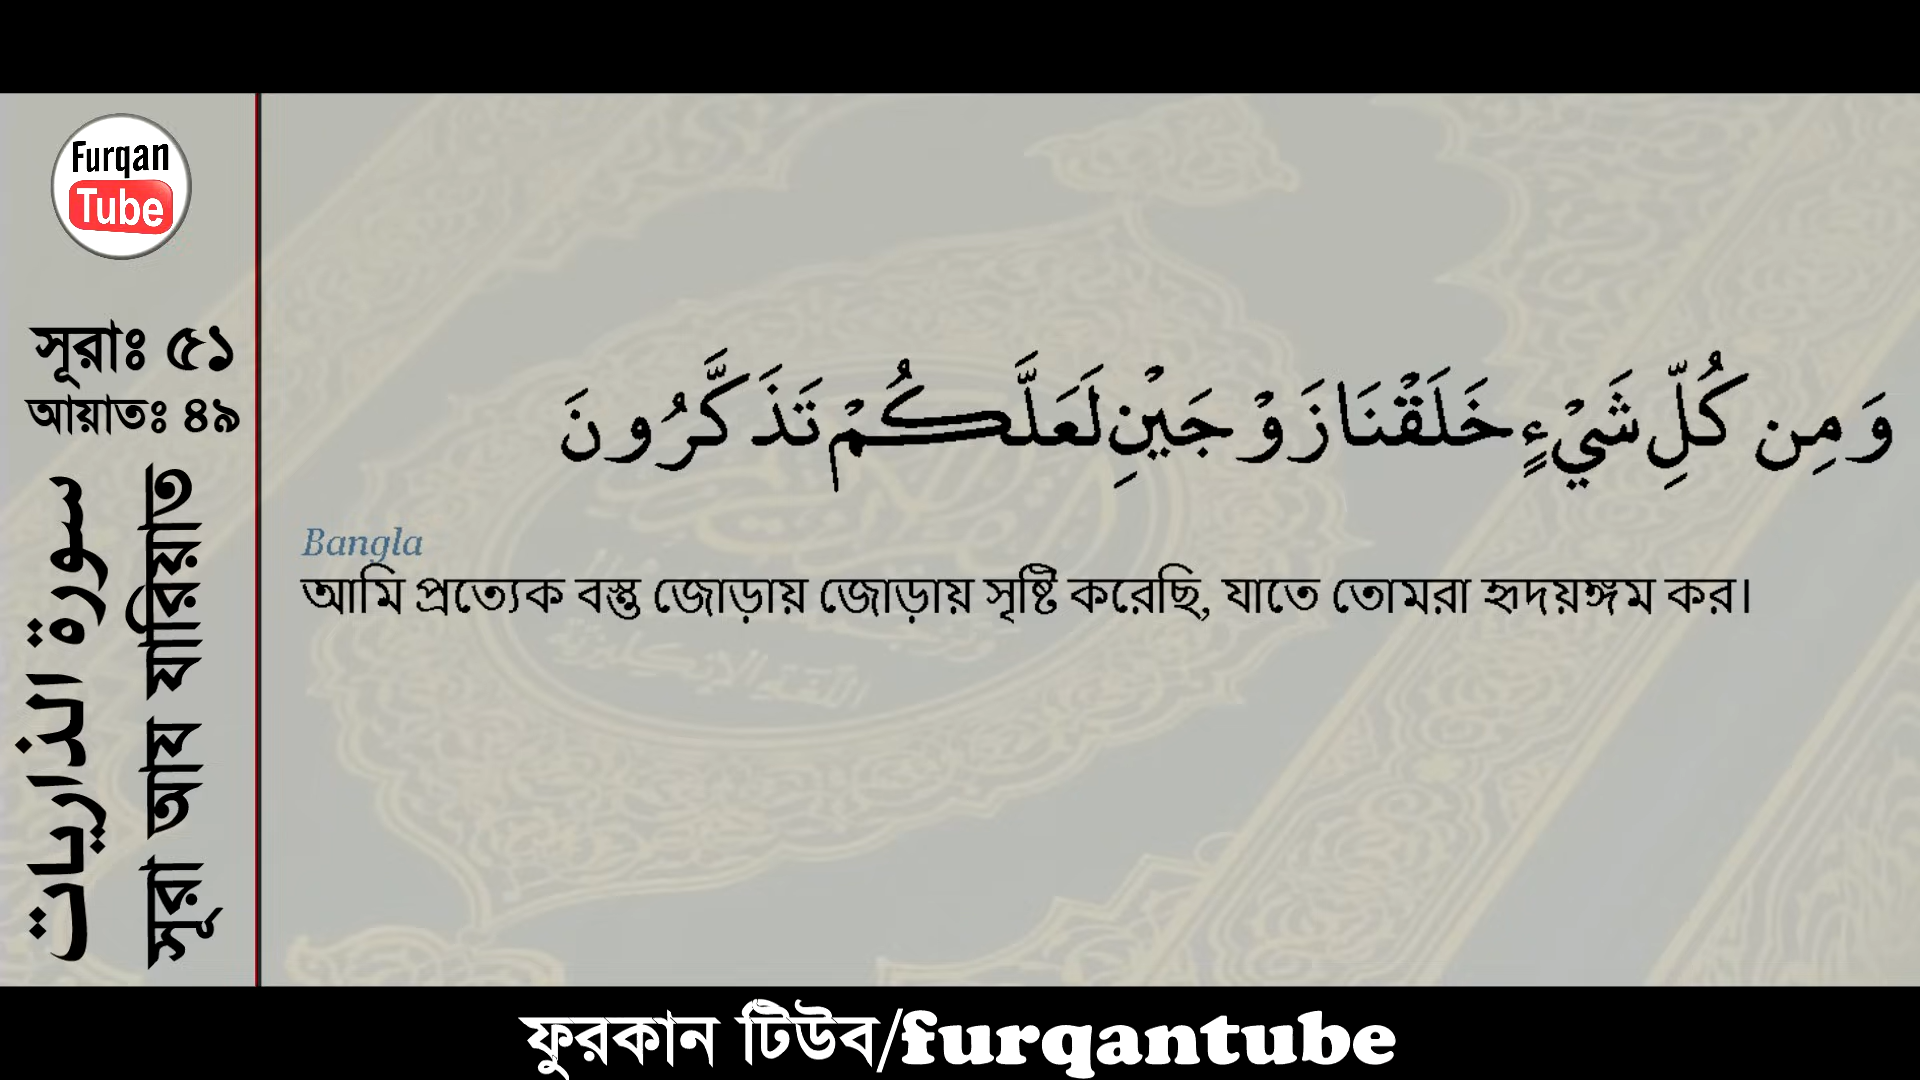 Furqan
Tube
সূরাঃ ৫১
আয়াতঃ ৪৯
سورة الذاريات
সূরা আয যারিয়াত
وَمِن كُلِّ شَيْءٍ خَلَقْنَا زَوْجَيْنِ لَعَلَّكُمْ تَذَكَّرُونَ
Bangla
আমি প্রত্যেক বস্তু জোড়ায় জোড়ায় সৃষ্টি করেছি, যাতে তোমরা হৃদয়ঙ্গম কর।
ফুরকান টিউব/furqantube